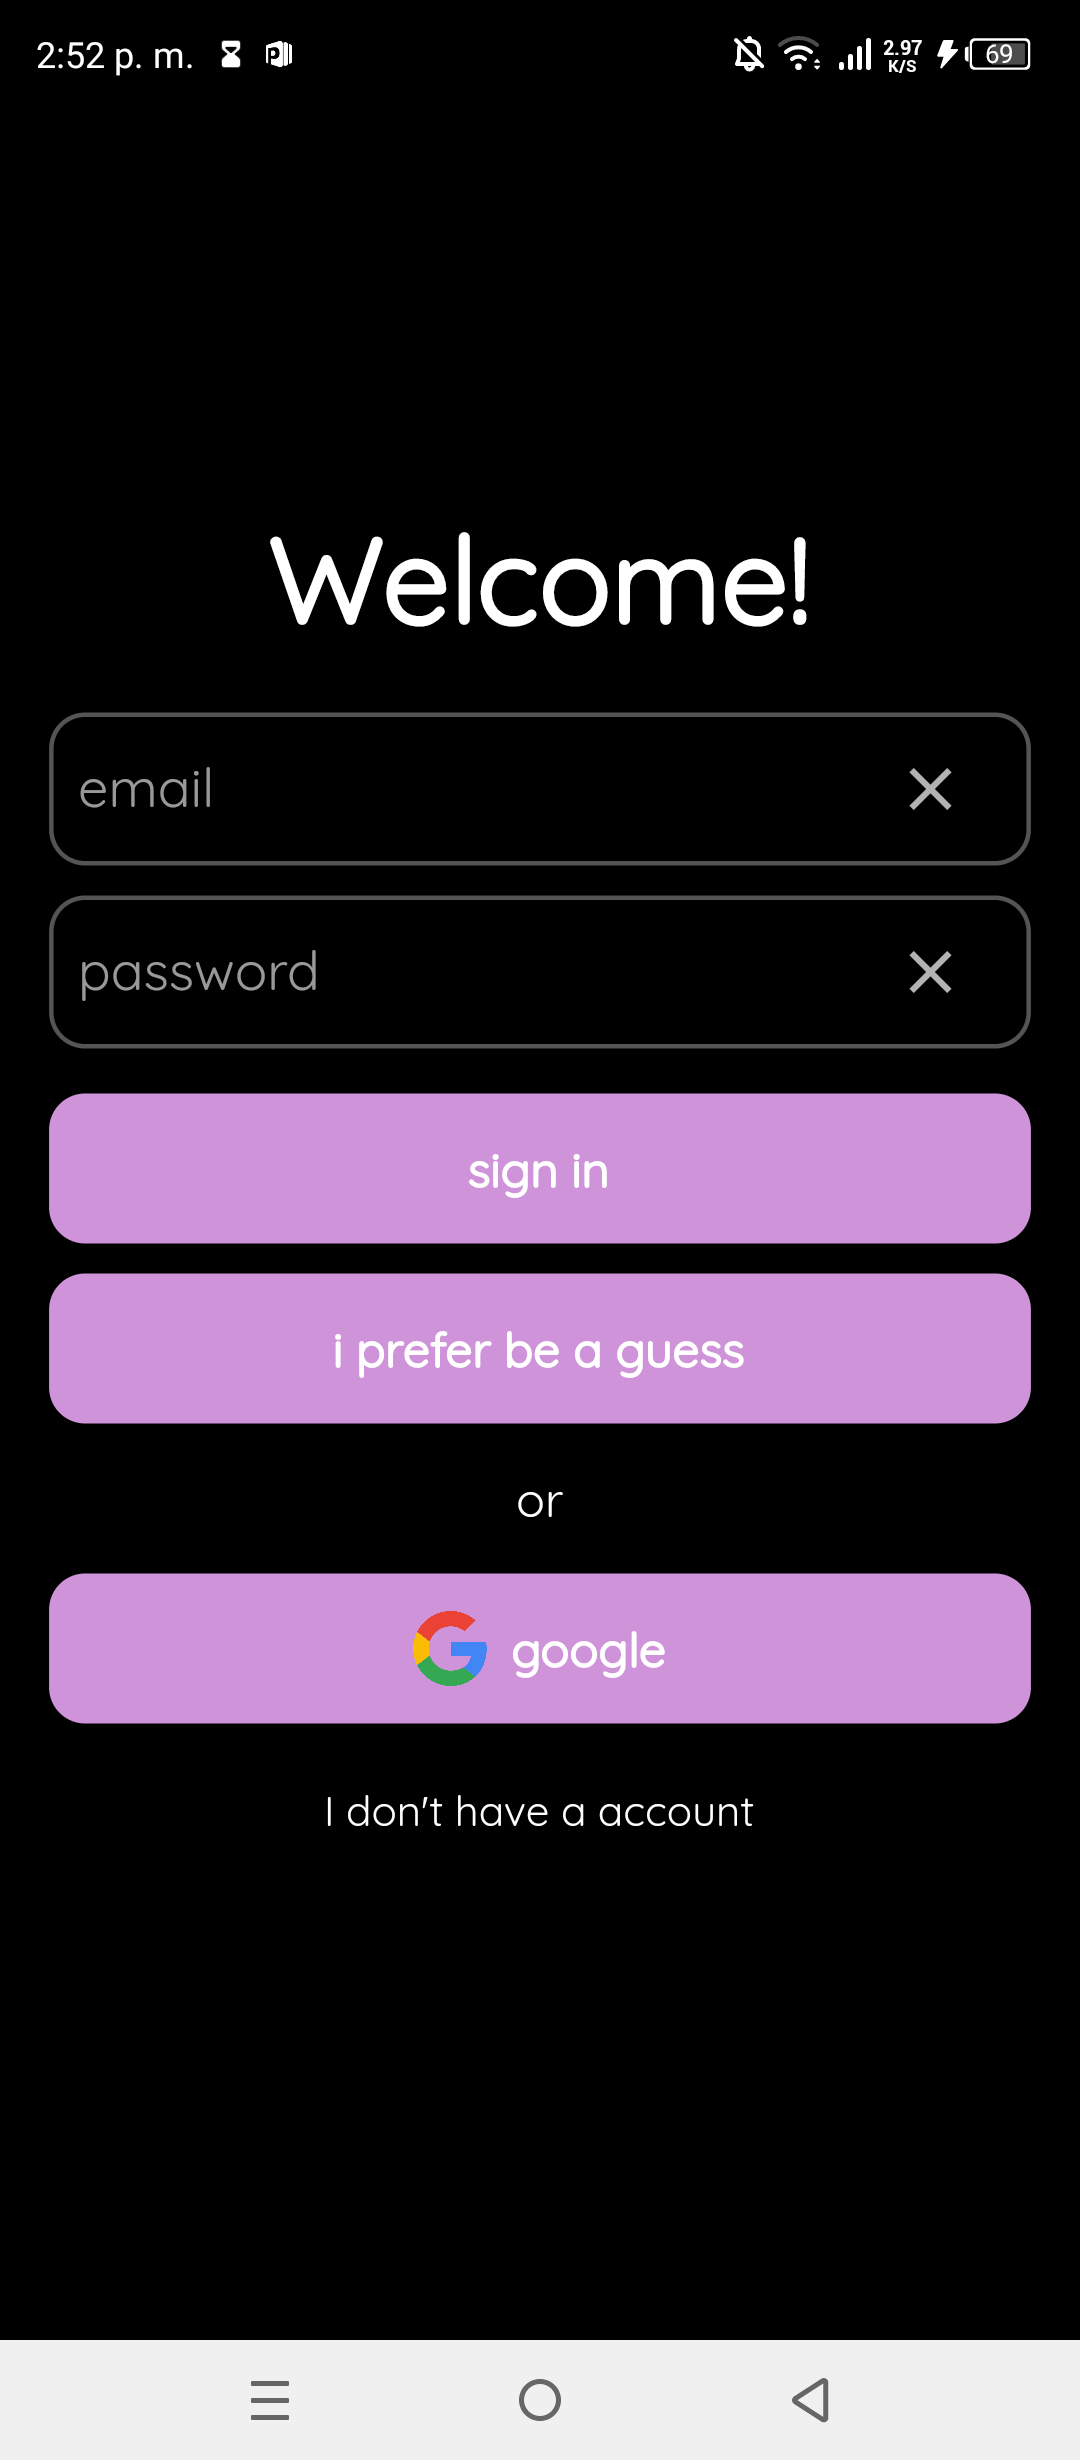 2:52 p. m.
2.97
K/S
69
Welcome!
email
password
sign in
i prefer be a guess
or
google
I don't have a account